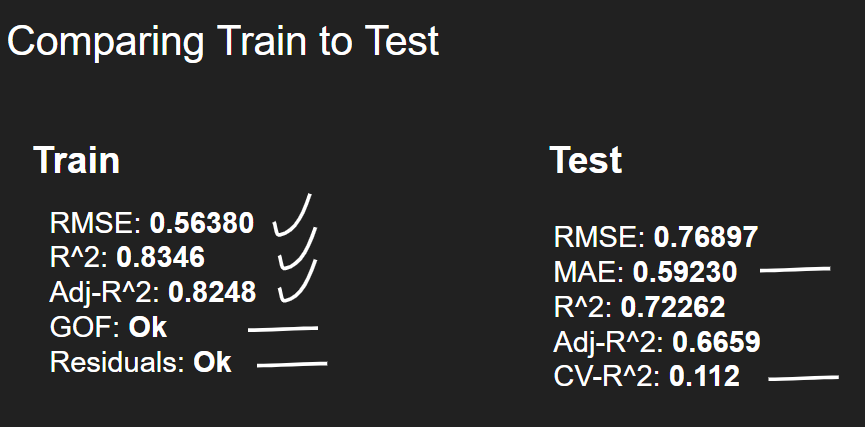 Comparing Train to Test
Train
RMSE: 0.56380
R^2: 0.8346
Adj-R^2: 0.8248
GOF: Ok
Residuals: Ok
Test
RMSE: 0.76897
MAE: 0.59230
R^2: 0.72262
Adj-R^2: 0.6659
CV-R^2: 0.112